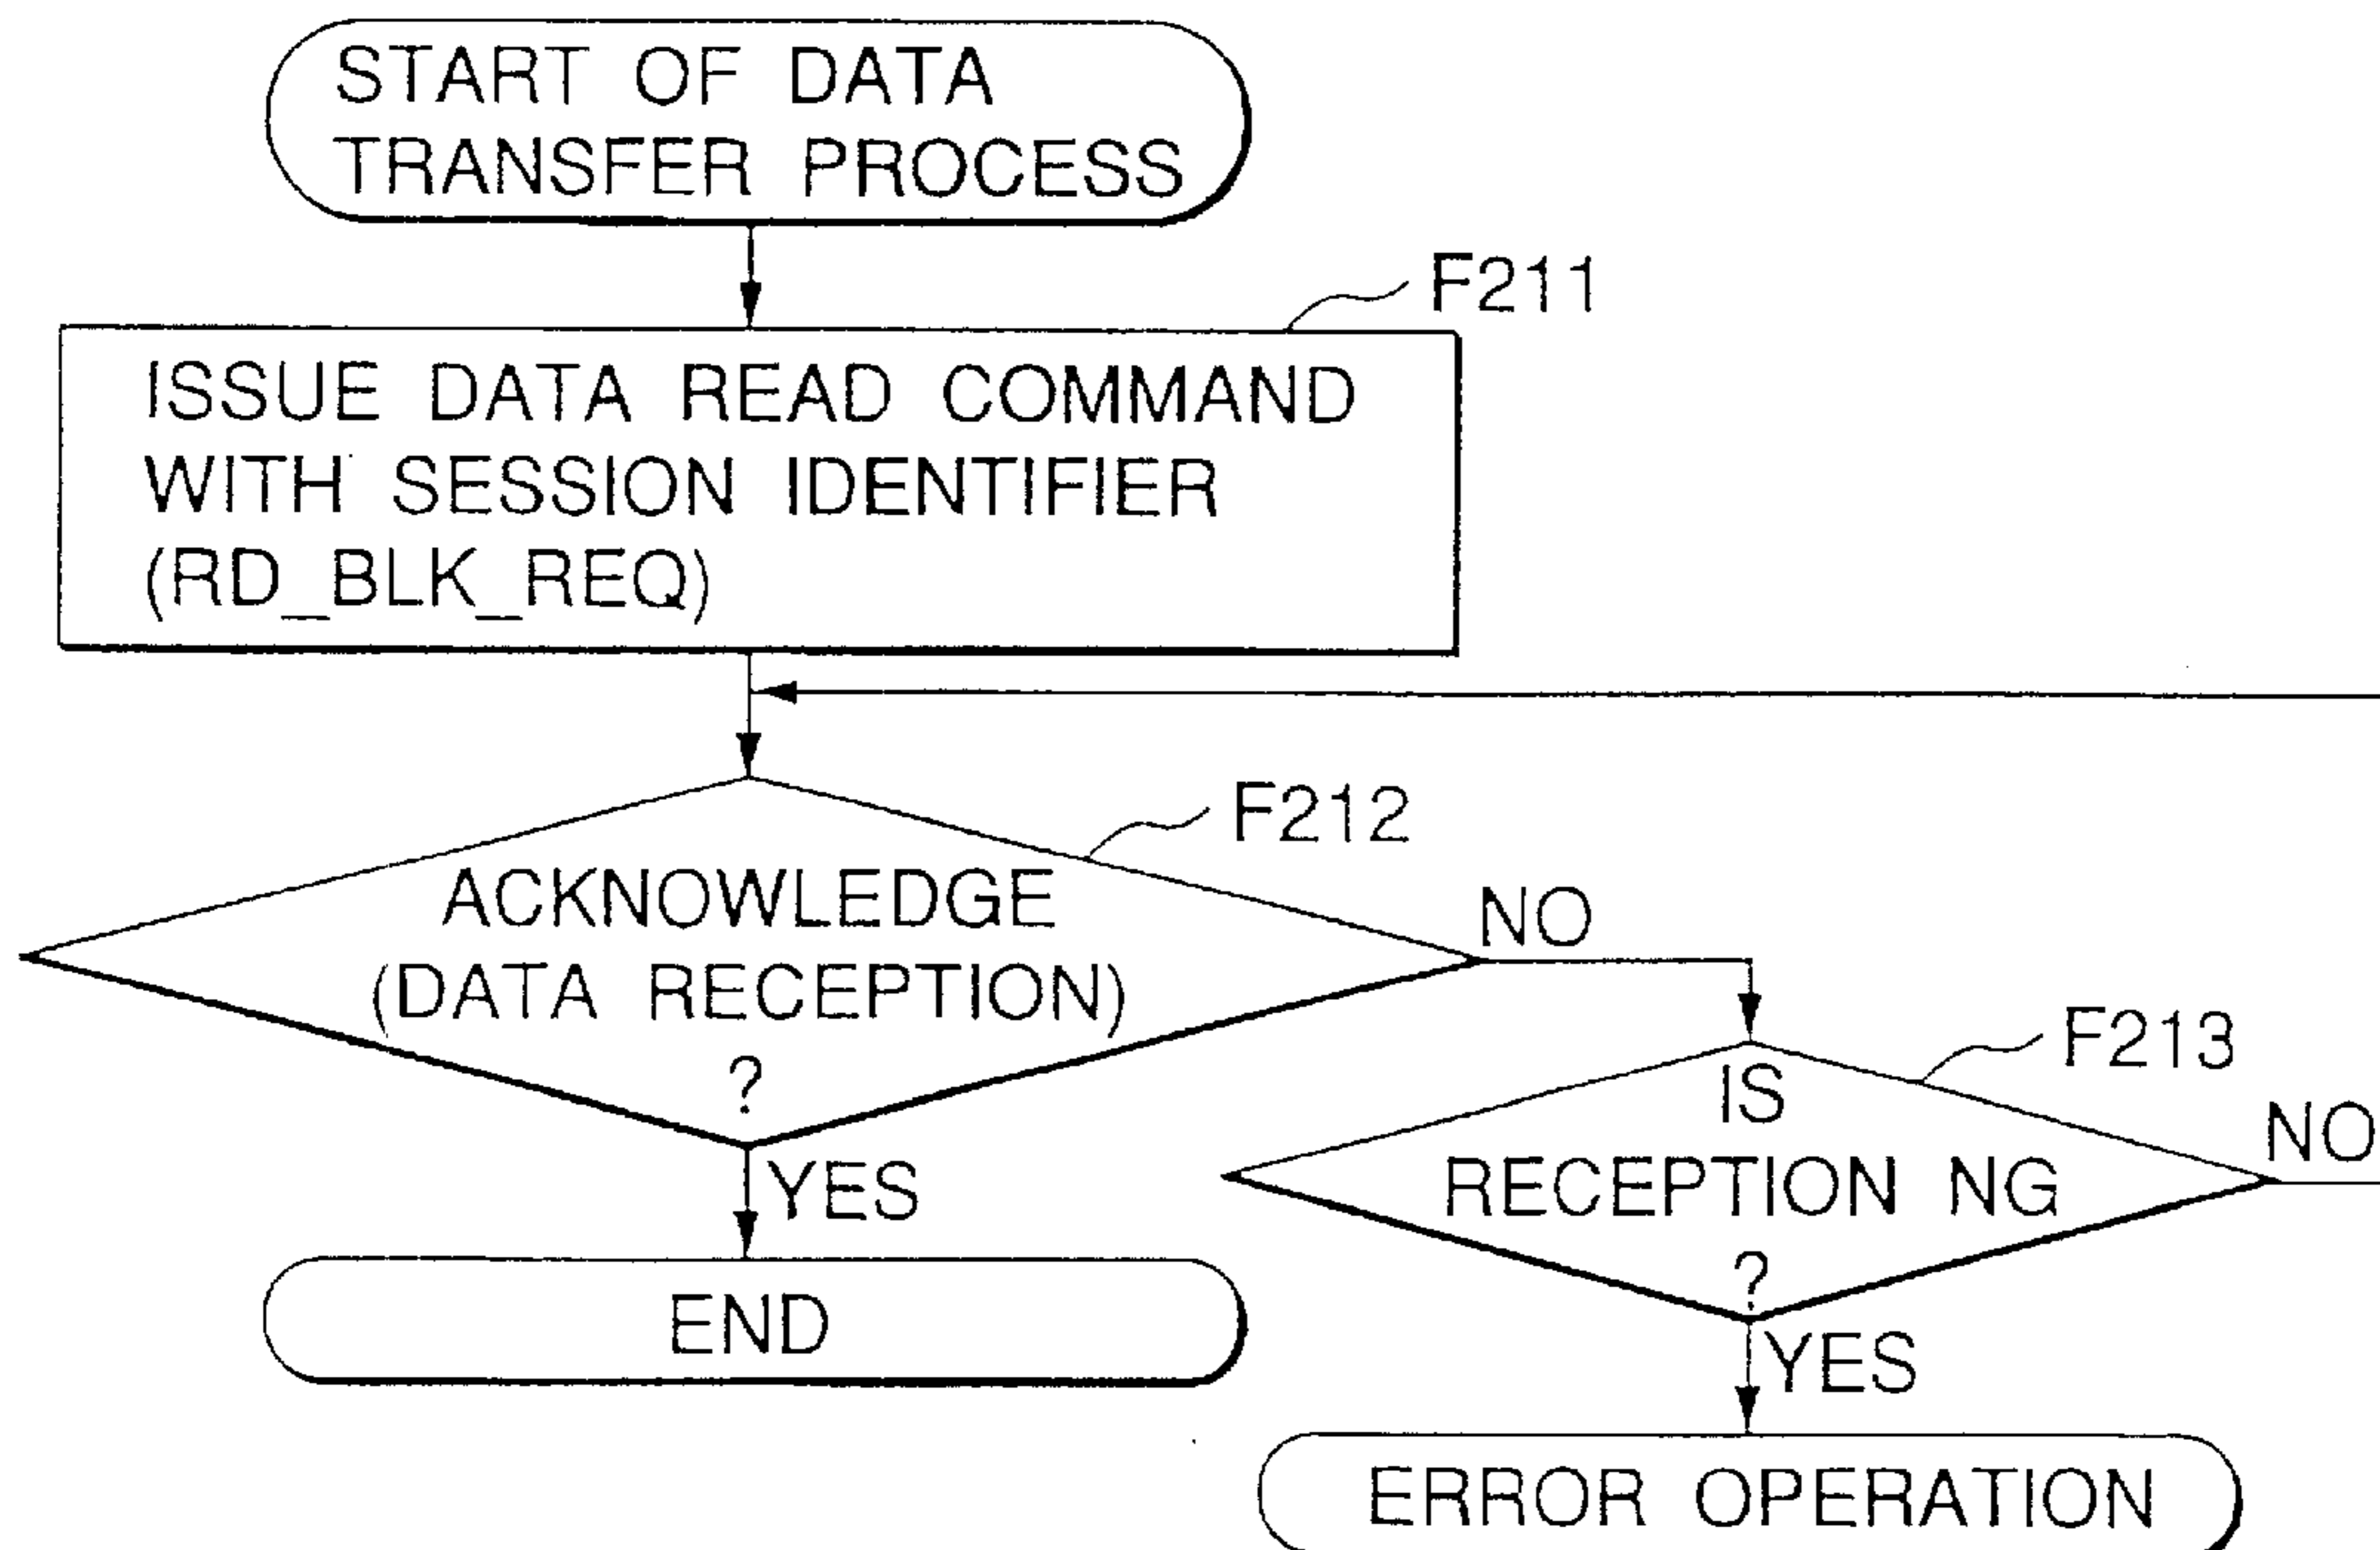 START OF DATA
TRANSFER PROCESS
F211
ISSUE DATA READ COMMAND
WITH SESSION IDENTIFIER
(RD_BLK_REQ)
F212
ACKNOWLEDGE
(DATA RECEPTION)
?
NO
F213
IS
RECEPTION NG
?
NO
YES
END
YES
ERROR OPERATION